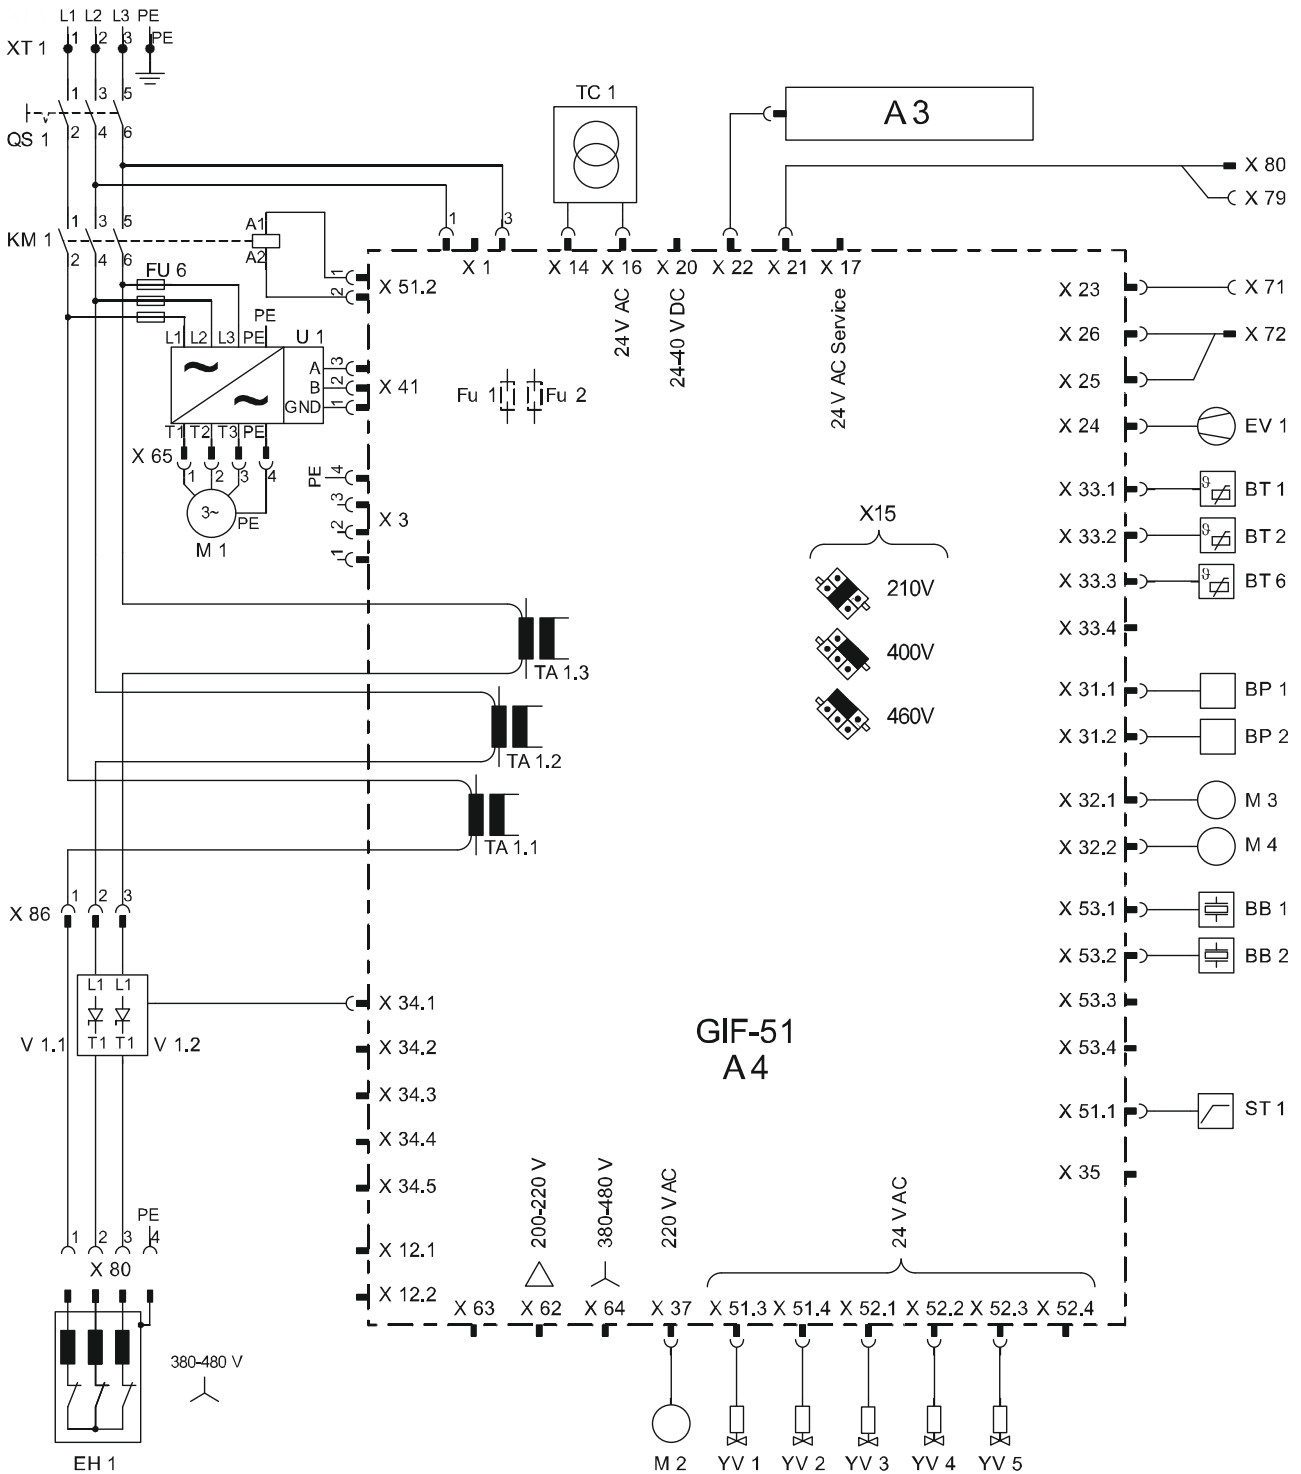 L1 L2 L3 PE
XT 1
1 2 3 PE
1 3 5
QS 1
2 4 6
TC 1
A 3
X 80
X 79
1 3 5
KM 1
2 4 6
A1
A2
1 3
X 1 X 14 X 16 X 20 X 22 X 21 X 17
24 V AC
24-40 V DC
24 V AC Service
FU 6
1
2
X 51.2
PE
L1 L2 L3 PE
U 1
A 3
B 2
GND 1
X 41
T1 T2 T3 PE
X 65
1 2 3 4
3~
PE
M 1
Fu 1 Fu 2
PE 4
3
2
1
X 3
X15
210V
400V
460V
X 23 X 71
X 26 X 72
X 25
X 24 EV 1
X 33.1 ϑ BT 1
X 33.2 ϑ BT 2
X 33.3 ϑ BT 6
X 33.4
X 31.1 BP 1
X 31.2 BP 2
X 32.1 M 3
X 32.2 M 4
X 53.1 BB 1
X 53.2 BB 2
X 53.3
X 53.4
X 51.1 ST 1
X 35
TA 1.3
TA 1.2
TA 1.1
X 86
1 2 3
L1 L1
T1 T1
V 1.1
V 1.2
X 34.1
X 34.2
X 34.3
X 34.4
X 34.5
X 12.1
X 12.2
GIF-51
A 4
200-220 V
380-480 V
220 V AC
24 V AC
X 63 X 62 X 64 X 37 X 51.3 X 51.4 X 52.1 X 52.2 X 52.3 X 52.4
PE
1 2 3 4
X 80
380-480 V
EH 1
M 2 YV 1 YV 2 YV 3 YV 4 YV 5